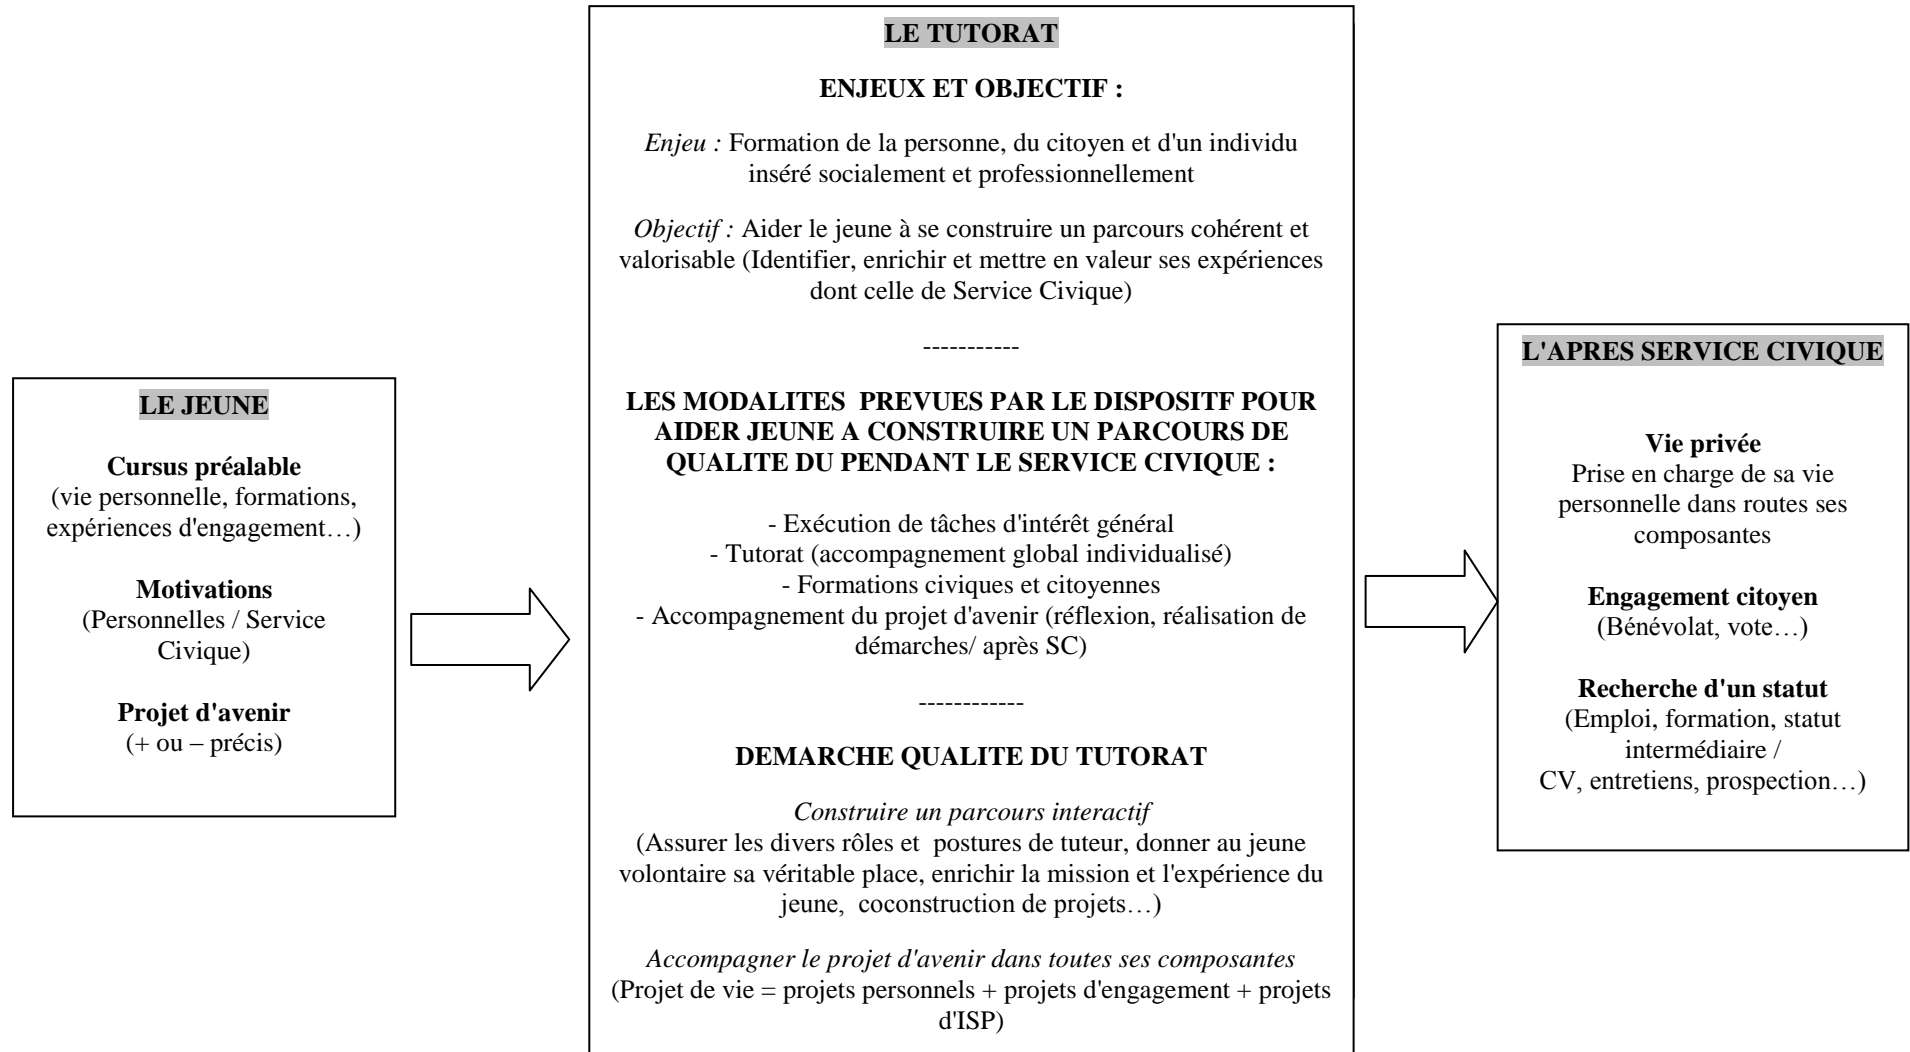 LE JEUNE
Cursus préalable
(vie personnelle, formations,
expériences d'engagement…)
Motivations
(Personnelles / Service
Civique)
Projet d'avenir
(+ ou – précis)
LE TUTORAT
ENJEUX ET OBJECTIF :
Enjeu : Formation de la personne, du citoyen et d'un individu
inséré socialement et professionnellement
Objectif : Aider le jeune à se construire un parcours cohérent et
valorisable (Identifier, enrichir et mettre en valeur ses expériences
dont celle de Service Civique)
-----------
LES MODALITES  PREVUES PAR LE DISPOSITF POUR
AIDER JEUNE A CONSTRUIRE UN PARCOURS DE
QUALITE DU PENDANT LE SERVICE CIVIQUE :
- Exécution de tâches d'intérêt général
- Tutorat (accompagnement global individualisé)
- Formations civiques et citoyennes
- Accompagnement du projet d'avenir (réflexion, réalisation de
démarches/ après SC)
------------
DEMARCHE QUALITE DU TUTORAT
Construire un parcours interactif
(Assurer les divers rôles et  postures de tuteur, donner au jeune
volontaire sa véritable place, enrichir la mission et l'expérience du
jeune,  coconstruction de projets…)
Accompagner le projet d'avenir dans toutes ses composantes
(Projet de vie = projets personnels + projets d'engagement + projets
d'ISP)
L'APRES SERVICE CIVIQUE
Vie privée
Prise en charge de sa vie
personnelle dans routes ses
composantes
Engagement citoyen
(Bénévolat, vote…)
Recherche d'un statut
(Emploi, formation, statut
intermédiaire /
CV, entretiens, prospection…)